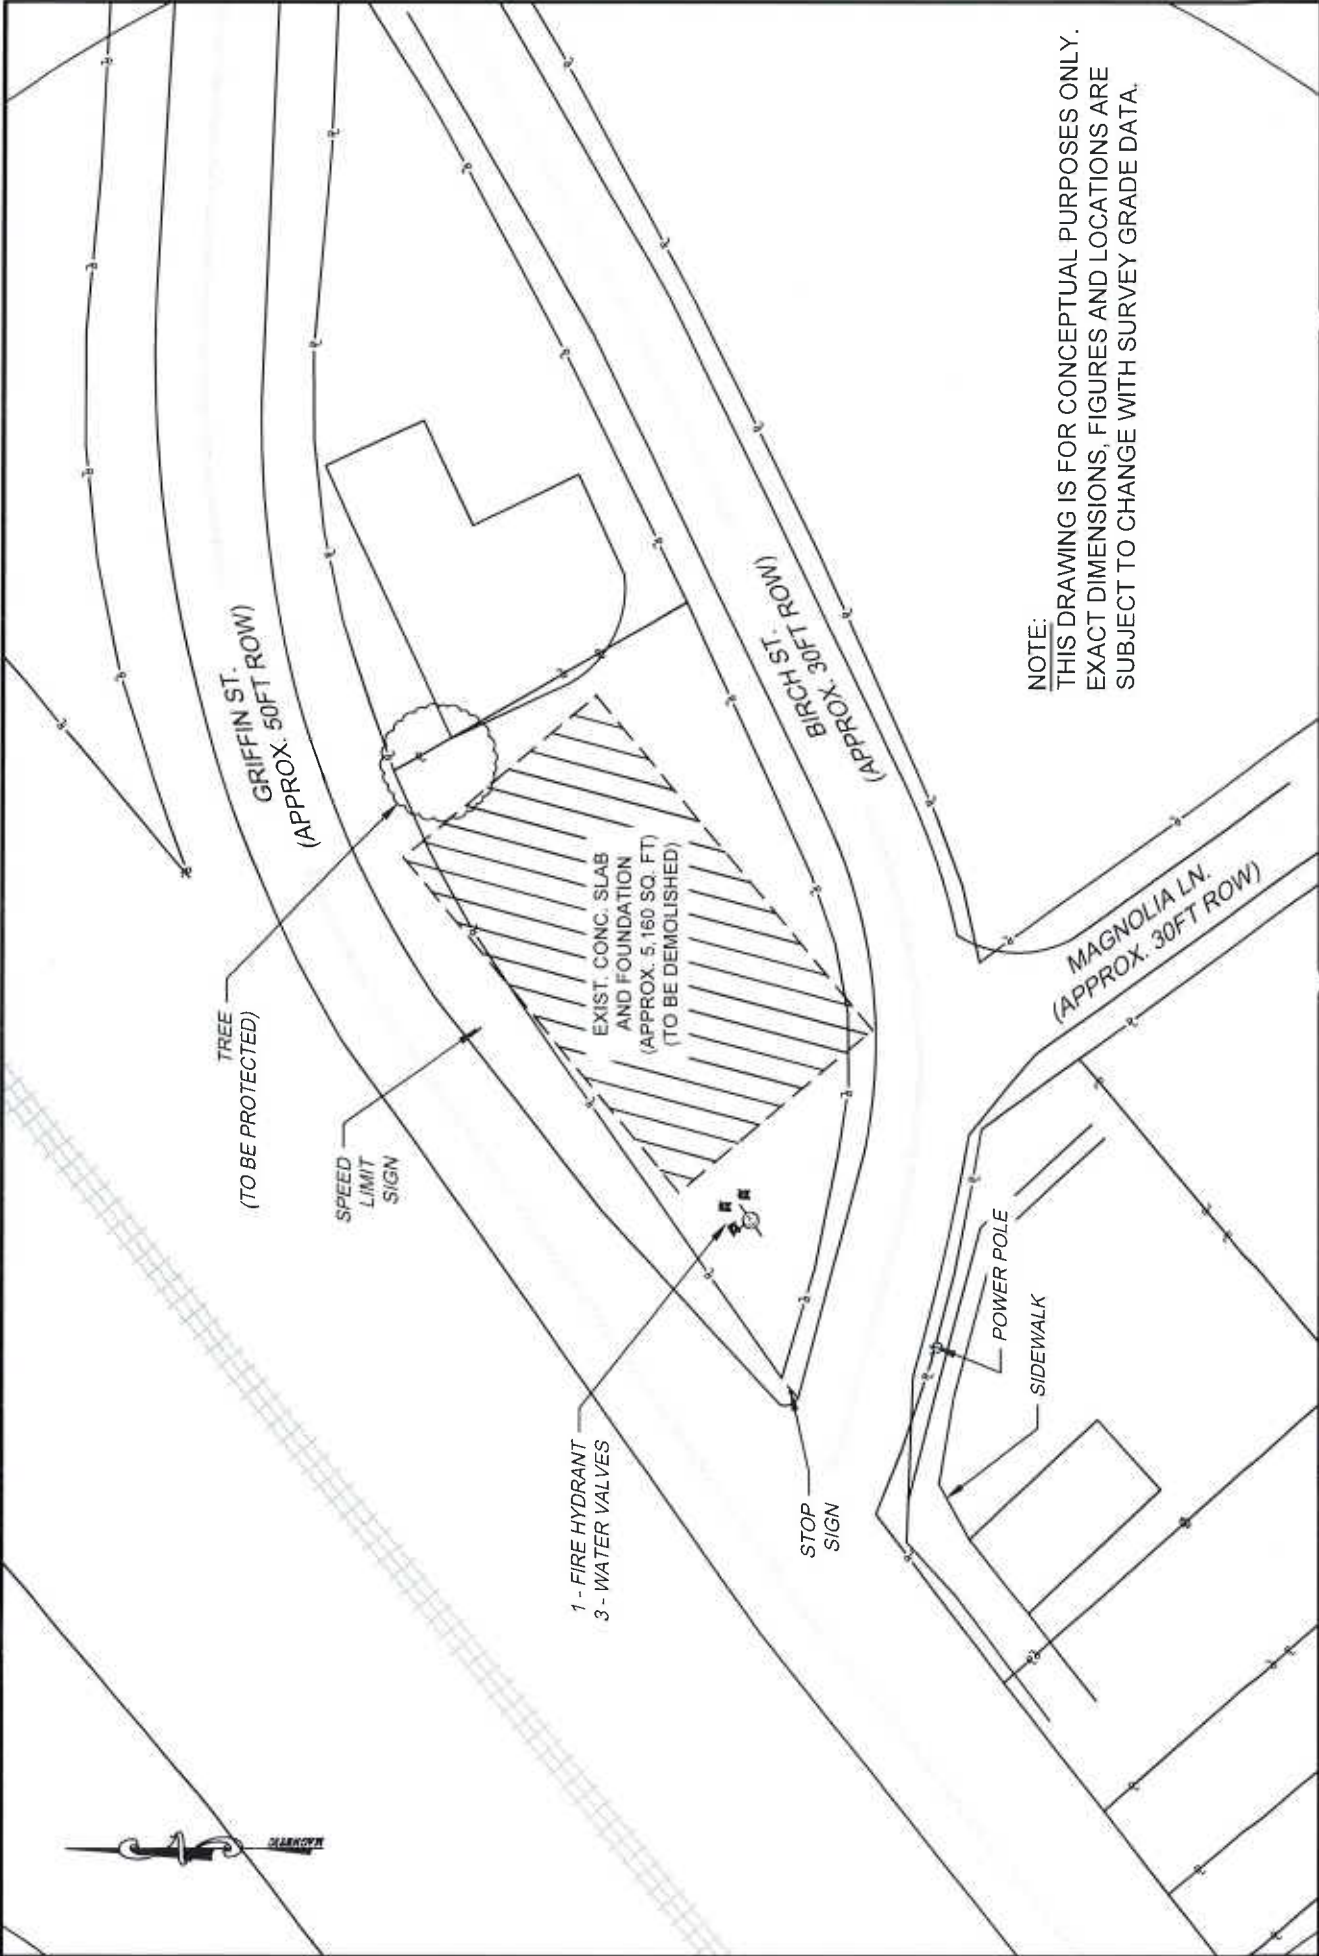 GRIFFIN ST.
(APPROX. 50FT ROW)
TREE
(TO BE PROTECTED)
SPEED
LIMIT
SIGN
1 - FIRE HYDRANT
3 - WATER VALVES
EXIST. CONC. SLAB
AND FOUNDATION
(APPROX. 5,160 SQ. FT)
(TO BE DEMOLISHED)
BIRCH ST.
(APPROX. 30FT ROW)
STOP
SIGN
POWER POLE
SIDEWALK
MAGNOLIA LN.
(APPROX. 30FT ROW)
NOTE:
THIS DRAWING IS FOR CONCEPTUAL PURPOSES ONLY.
EXACT DIMENSIONS, FIGURES AND LOCATIONS ARE
SUBJECT TO CHANGE WITH SURVEY GRADE DATA.
MAGNETIC